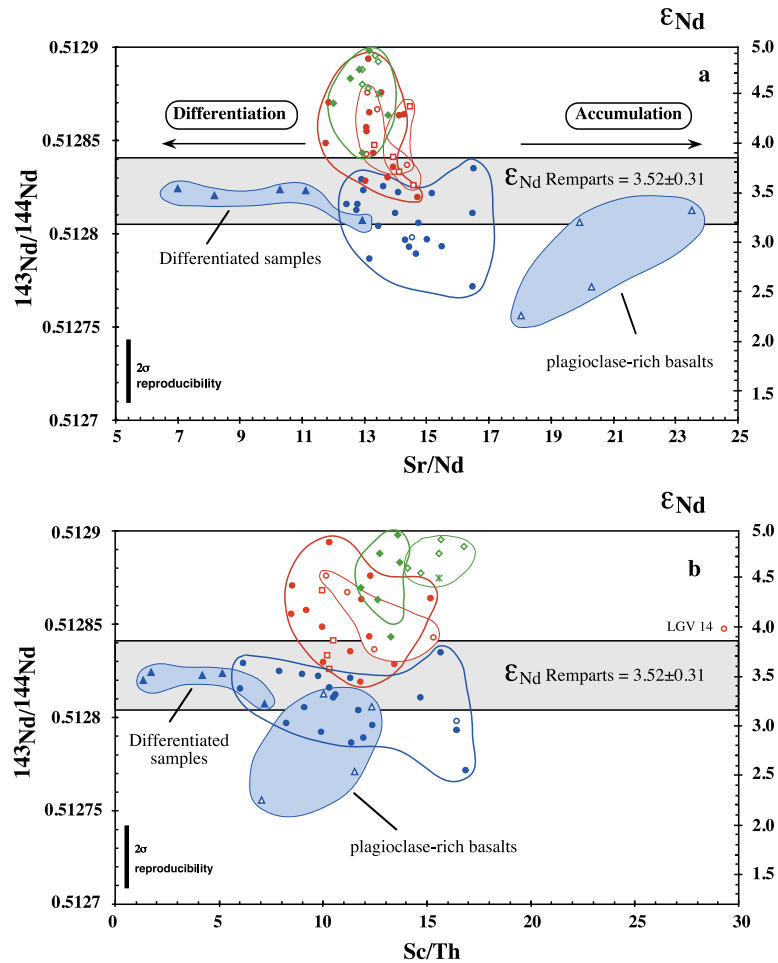 εNd
0.5129
0.51285
0.5128
0.51275
0.5127
143Nd/144Nd
5.0
4.5
4.0
3.5
3.0
2.5
2.0
1.5
a
Differentiation
Accumulation
εNd Remparts = 3.52±0.31
Differentiated samples
plagioclase-rich basalts
2σ
reproducibility
5 7 9 11 13 15 17 19 21 23 25
Sr/Nd
εNd
0.5129
0.51285
0.5128
0.51275
0.5127
143Nd/144Nd
5.0
4.5
4.0
3.5
3.0
2.5
2.0
1.5
b
LGV 14
εNd Remparts = 3.52±0.31
Differentiated
samples
plagioclase-rich basalts
2σ
reproducibility
0 5 10 15 20 25 30
Sc/Th